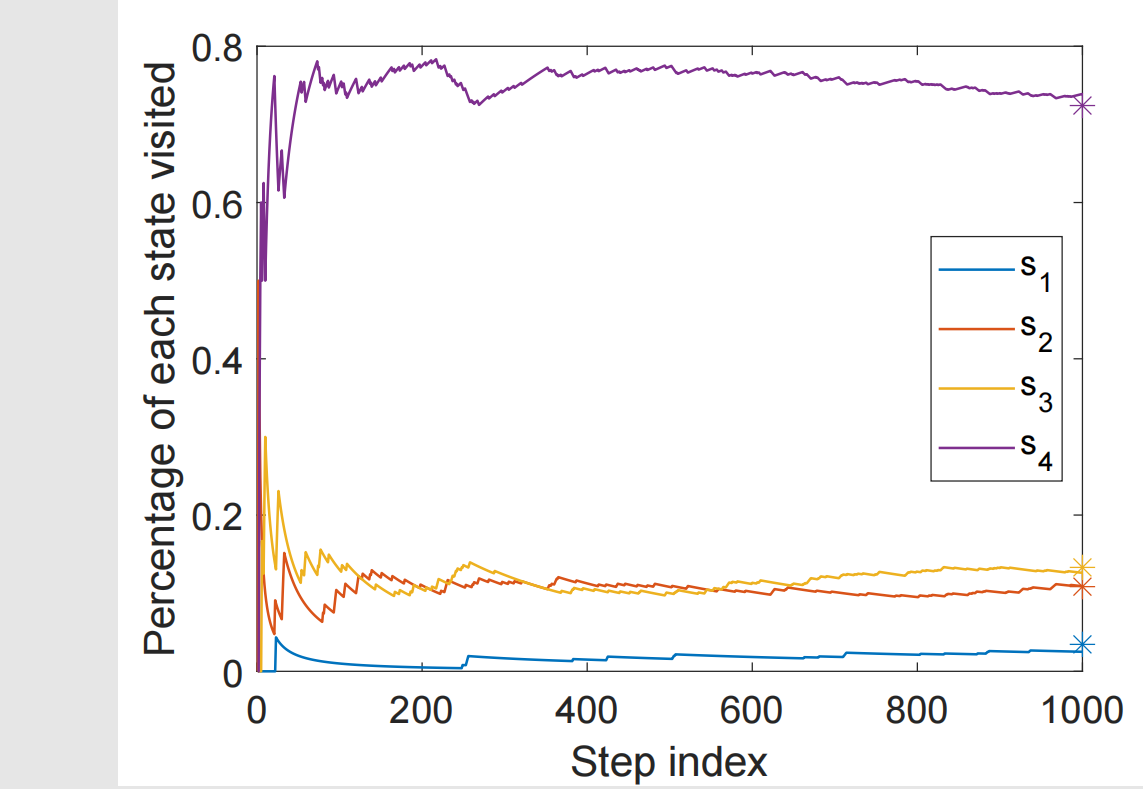 Percentage of each state visited
0.8
0.6
0.4
0.2
0
s1
s2
s3
s4
0 200 400 600 800 1000
Step index